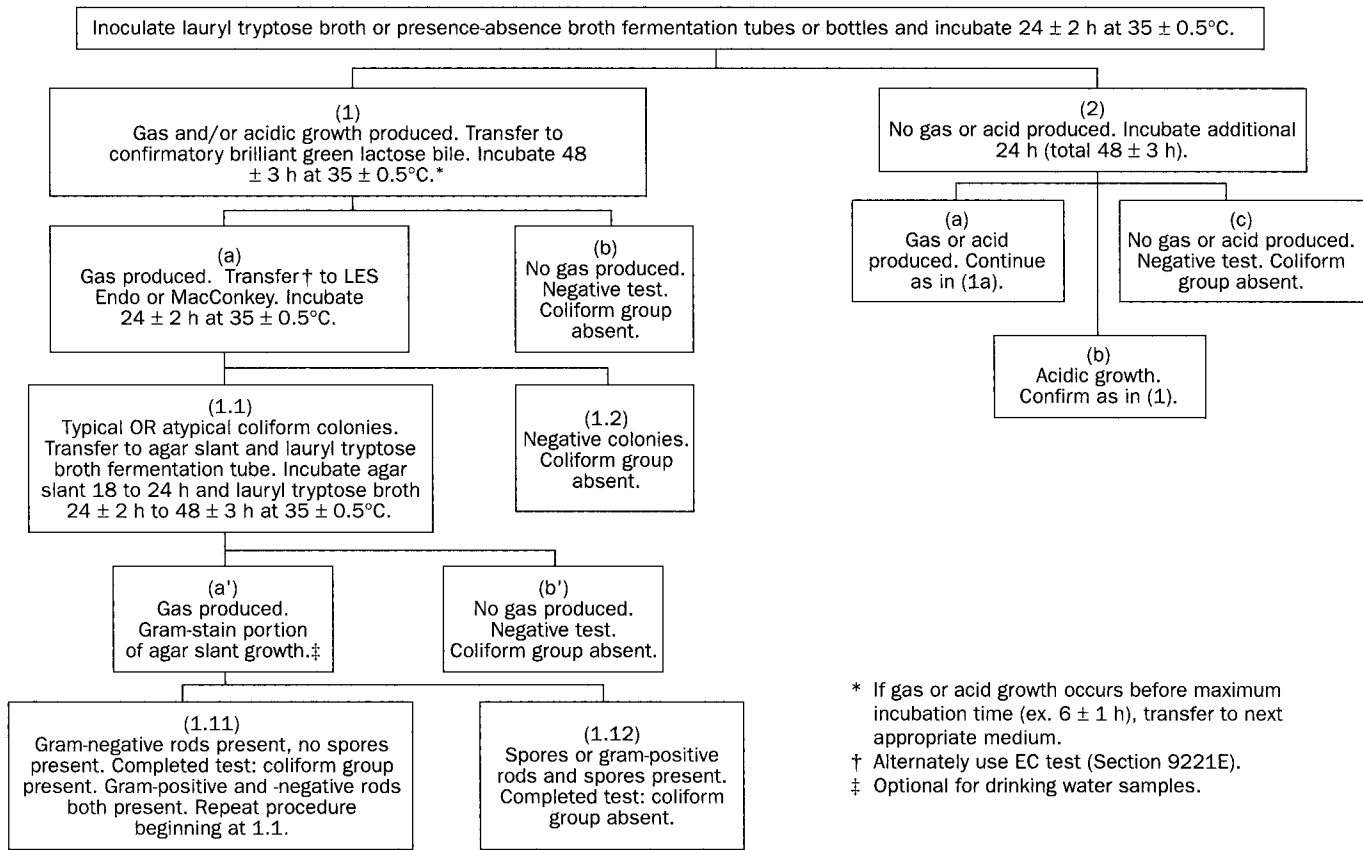 Inoculate lauryl tryptose broth or presence-absence broth fermentation tubes or bottles and incubate 24 ± 2 h at 35 ± 0.5°C.
(1)
Gas and/or acidic growth produced. Transfer to
confirmatory brilliant green lactose bile. Incubate 48
± 3 h at 35 ± 0.5°C.*
(2)
No gas or acid produced. Incubate additional
24 h (total 48 ± 3 h).
(a)
Gas produced. Transfer† to LES
Endo or MacConkey. Incubate
24 ± 2 h at 35 ± 0.5°C.
(b)
No gas produced.
Negative test.
Coliform group
absent.
(a)
Gas or acid
produced. Continue
as in (1a).
(c)
No gas or acid produced.
Negative test. Coliform
group absent.
(b)
Acidic growth.
Confirm as in (1).
(1.1)
Typical OR atypical coliform colonies.
Transfer to agar slant and lauryl tryptose
broth fermentation tube. Incubate agar
slant 18 to 24 h and lauryl tryptose broth
24 ± 2 h to 48 ± 3 h at 35 ± 0.5°C.
(1.2)
Negative colonies.
Coliform group
absent.
(a')
Gas produced.
Gram-stain portion
of agar slant growth.‡
(b')
No gas produced.
Negative test.
Coliform group absent.
(1.11)
Gram-negative rods present, no spores
present. Completed test: coliform group
present. Gram-positive and -negative rods
both present. Repeat procedure
beginning at 1.1.
(1.12)
Spores or gram-positive
rods and spores present.
Completed test: coliform
group absent.
* If gas or acid growth occurs before maximum
incubation time (ex. 6 ± 1 h), transfer to next
appropriate medium.
† Alternately use EC test (Section 9221E).
‡ Optional for drinking water samples.